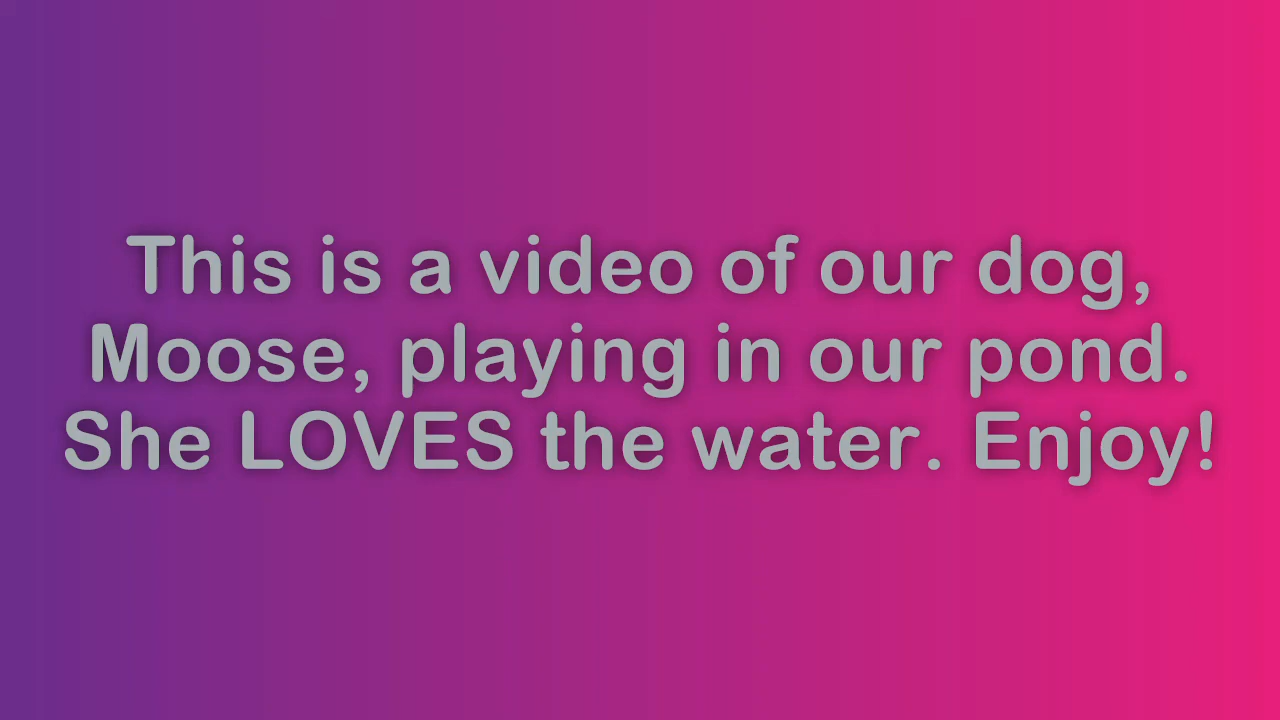 This is a video of our dog,
Moose, playing in our pond.
She LOVES the water. Enjoy!